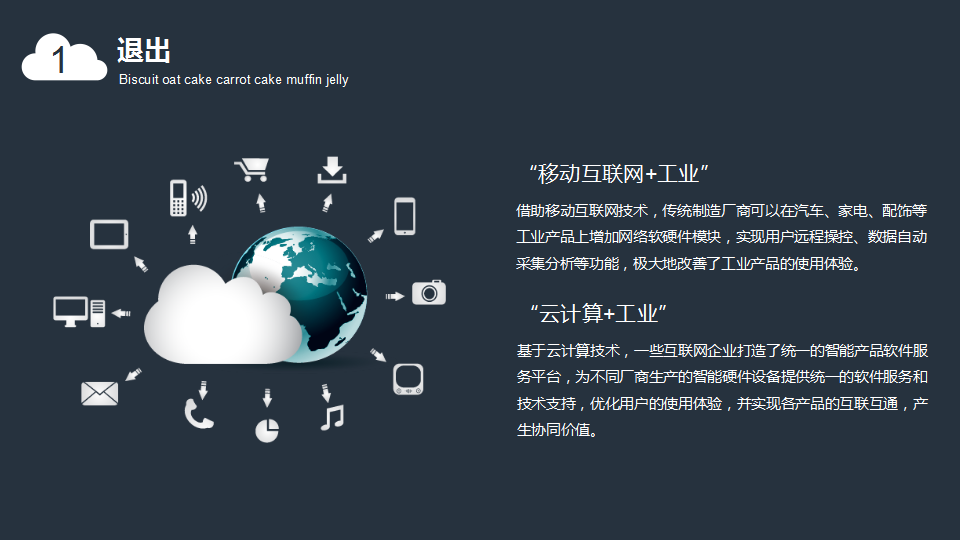 1
退出
Biscuit oat cake carrot cake muffin jelly
“移动互联网+工业”
借助移动互联网技术，传统制造厂商可以在汽车、家电、配饰等
工业产品上增加网络软硬件模块，实现用户远程操控、数据自动
采集分析等功能，极大地改善了工业产品的使用体验。
“云计算+工业”
基于云计算技术，一些互联网企业打造了统一的智能产品软件服
务平台，为不同厂商生产的智能硬件设备提供统一的软件服务和
技术支持，优化用户的使用体验，并实现各产品的互联互通，产
生协同价值。